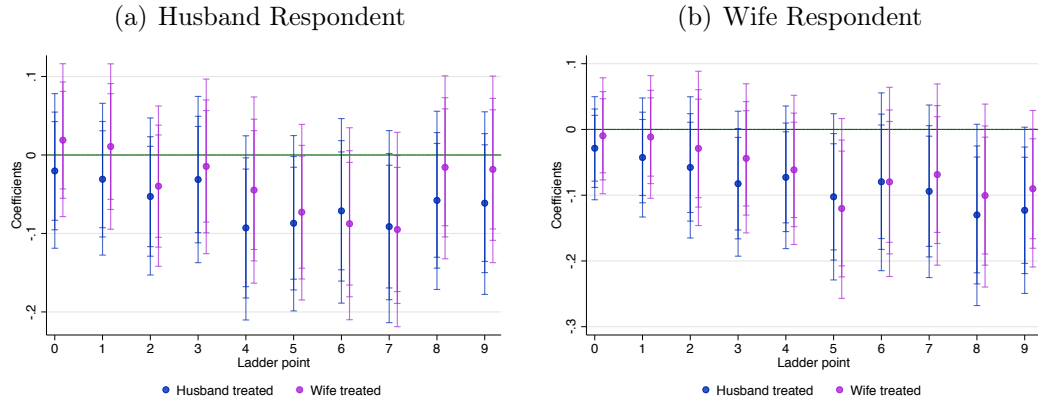 (a) Husband Respondent
(b) Wife Respondent
.1
0
-.1
-.2
Coefficients
0 1 2 3 4 5 6 7 8 9
Ladder point
Husband treated Wife treated
.1
0
-.1
-.2
-.3
Coefficients
0 1 2 3 4 5 6 7 8 9
Ladder point
Husband treated Wife treated